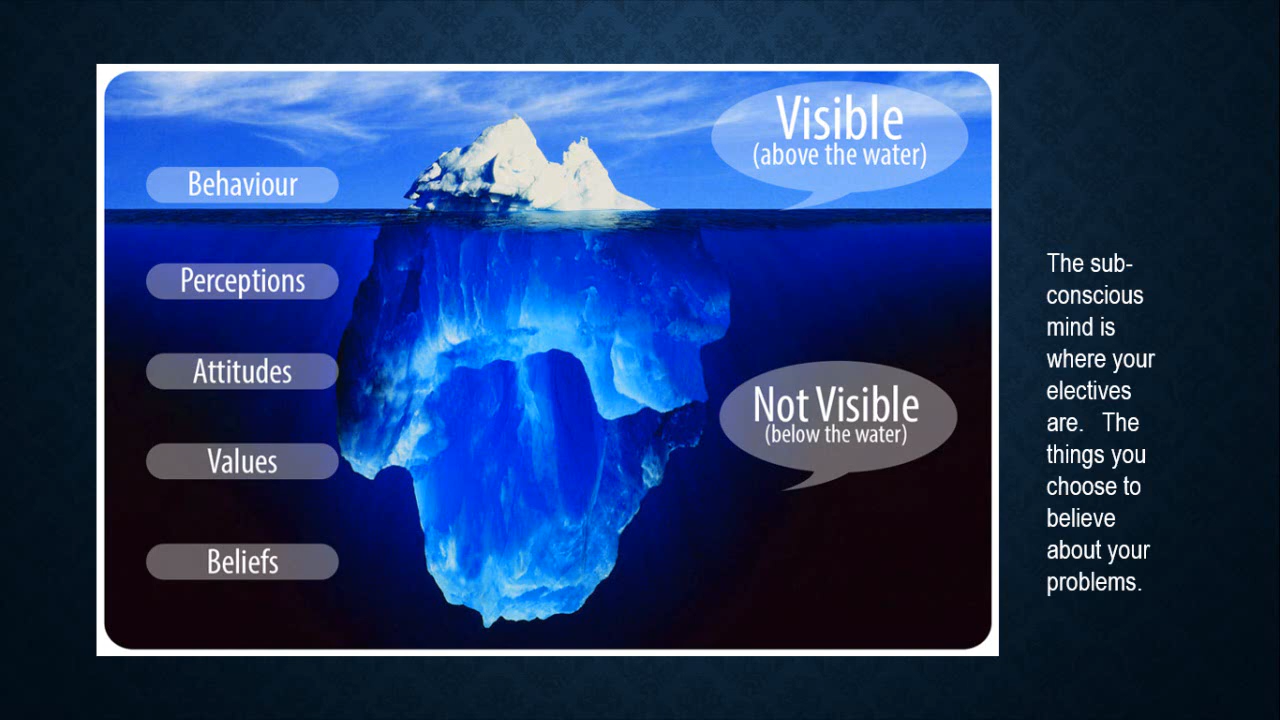 Visible
(above the water)
Behaviour
Perceptions
Attitudes
Not Visible
(below the water)
Values
Beliefs
The sub-
conscious
mind is
where your
electives
are. The
things you
choose to
believe
about your
problems.